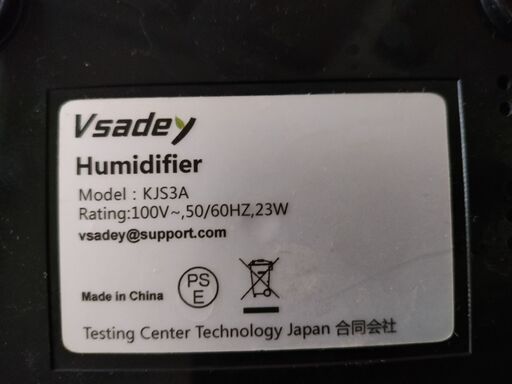 Vsadey
Humidifier
Model : KJS3A
Rating:100V~,50/60HZ,23W
vsadey@support.com
Made in China
PS
E
Testing Center Technology Japan 合同会社